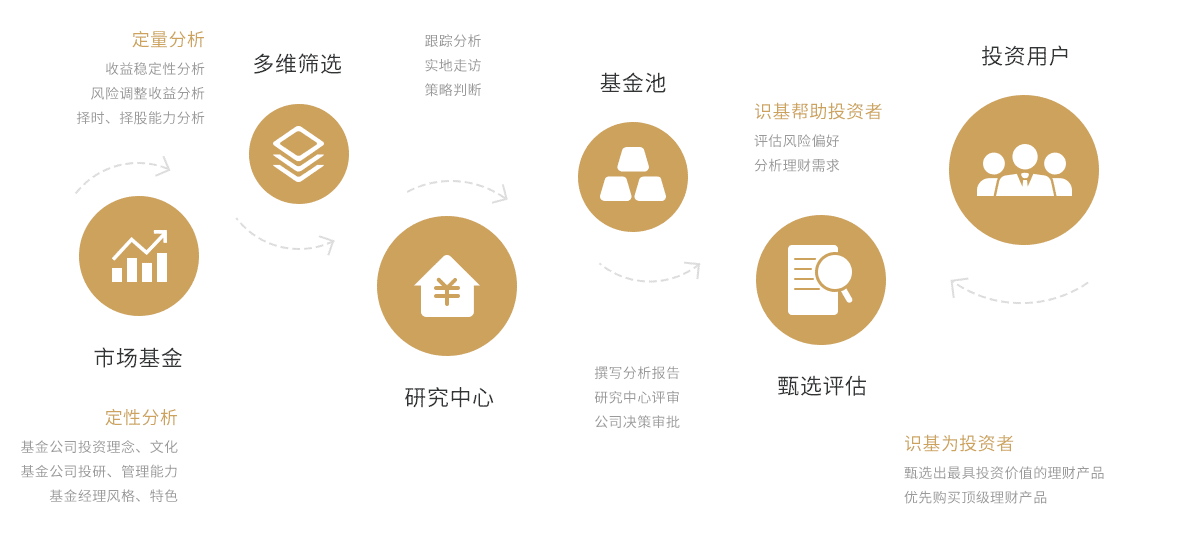 定量分析
收益稳定性分析
风险调整收益分析
择时、择股能力分析
市场基金
定性分析
基金公司投资理念、文化
基金公司投研、管理能力
基金经理风格、特色
多维筛选
跟踪分析
实地走访
策略判断
研究中心
基金池
撰写分析报告
研究中心评审
公司决策审批
识基帮助投资者
评估风险偏好
分析理财需求
甄选评估
投资用户
识基为投资者
甄选出最具投资价值的理财产品
优先购买顶级理财产品